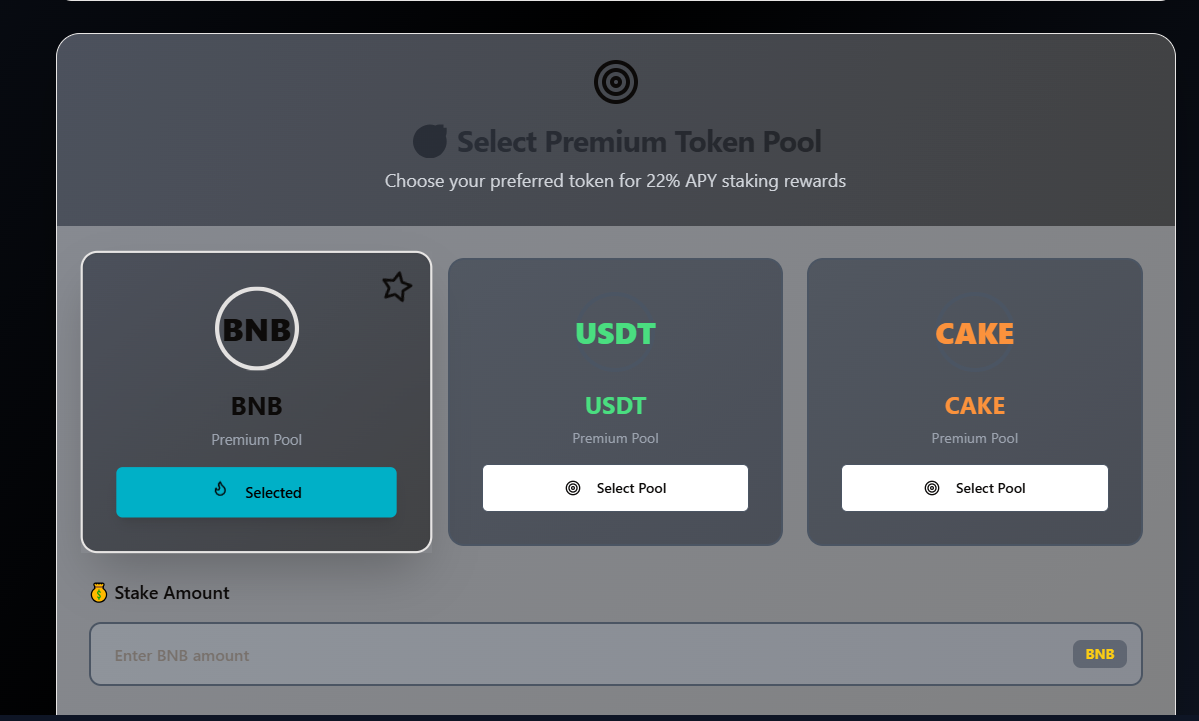 Select Premium Token Pool
Choose your preferred token for 22% APY staking rewards
BNB
BNB
Premium Pool
Selected
USDT
USDT
Premium Pool
Select Pool
CAKE
CAKE
Premium Pool
Select Pool
Stake Amount
Enter BNB amount
BNB